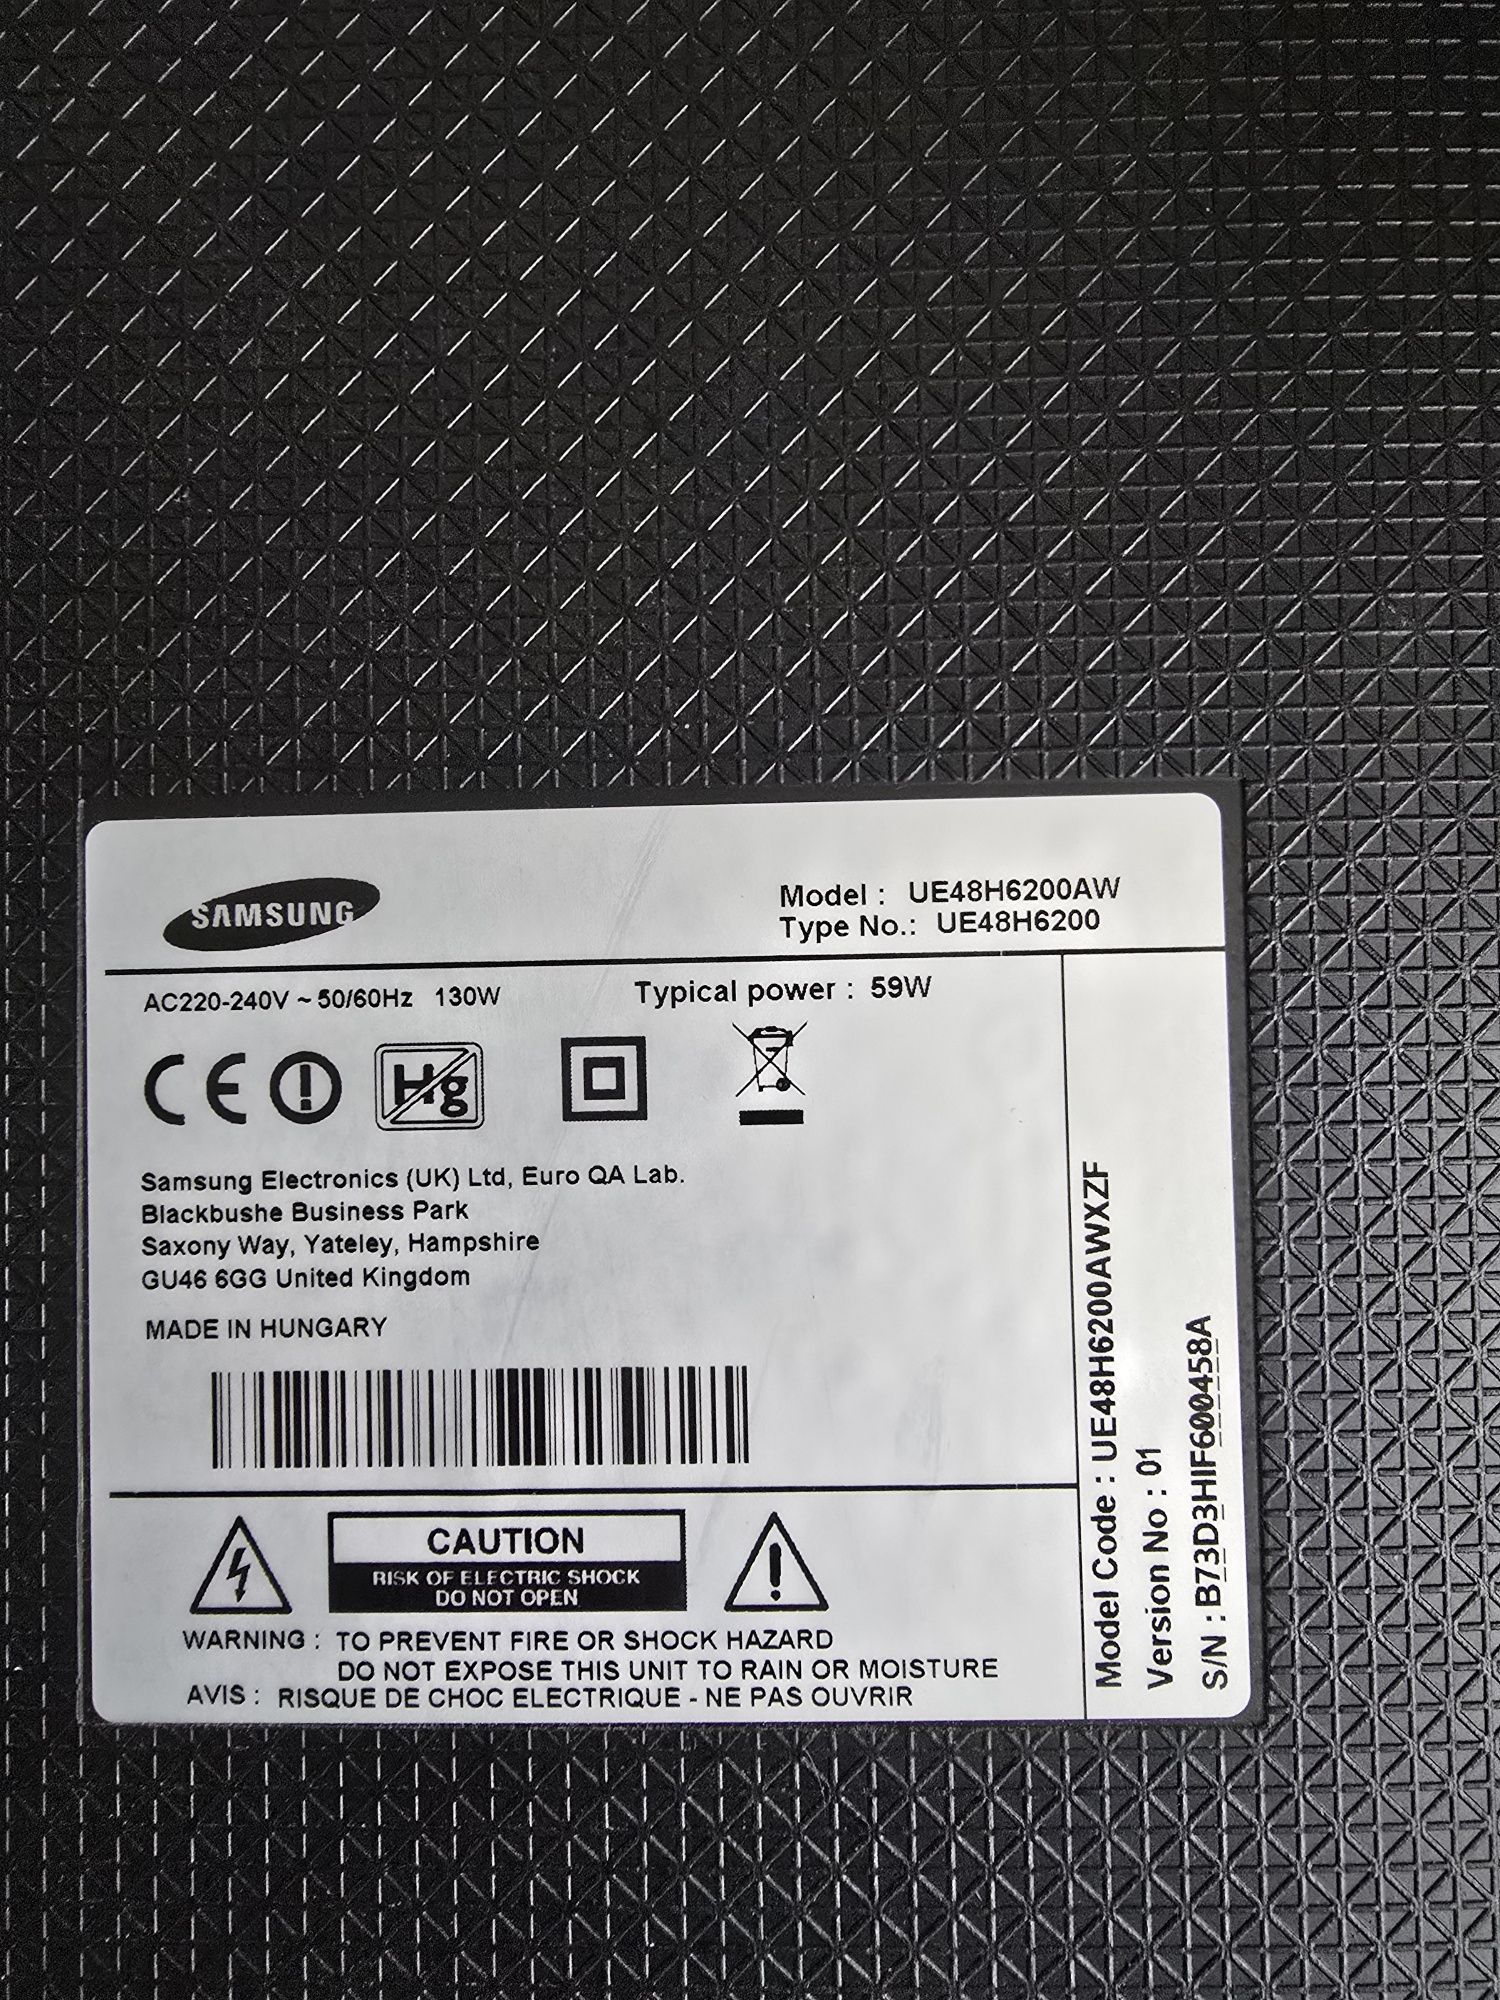 SAMSUNG
Model : UE48H6200AW
Type No.: UE48H6200
AC220-240V ~ 50/60Hz 130W
Typical power : 59W
CE
Hg
Samsung Electronics (UK) Ltd, Euro QA Lab.
Blackbushe Business Park
Saxony Way, Yateley, Hampshire
GU46 6GG United Kingdom
MADE IN HUNGARY
CAUTION
RISK OF ELECTRIC SHOCK
DO NOT OPEN
WARNING : TO PREVENT FIRE OR SHOCK HAZARD
DO NOT EXPOSE THIS UNIT TO RAIN OR MOISTURE
AVIS : RISQUE DE CHOC ELECTRIQUE - NE PAS OUVRIR
Model Code : UE48H6200AWXZF
Version No : 01
S/N : B73D3HIF600458A